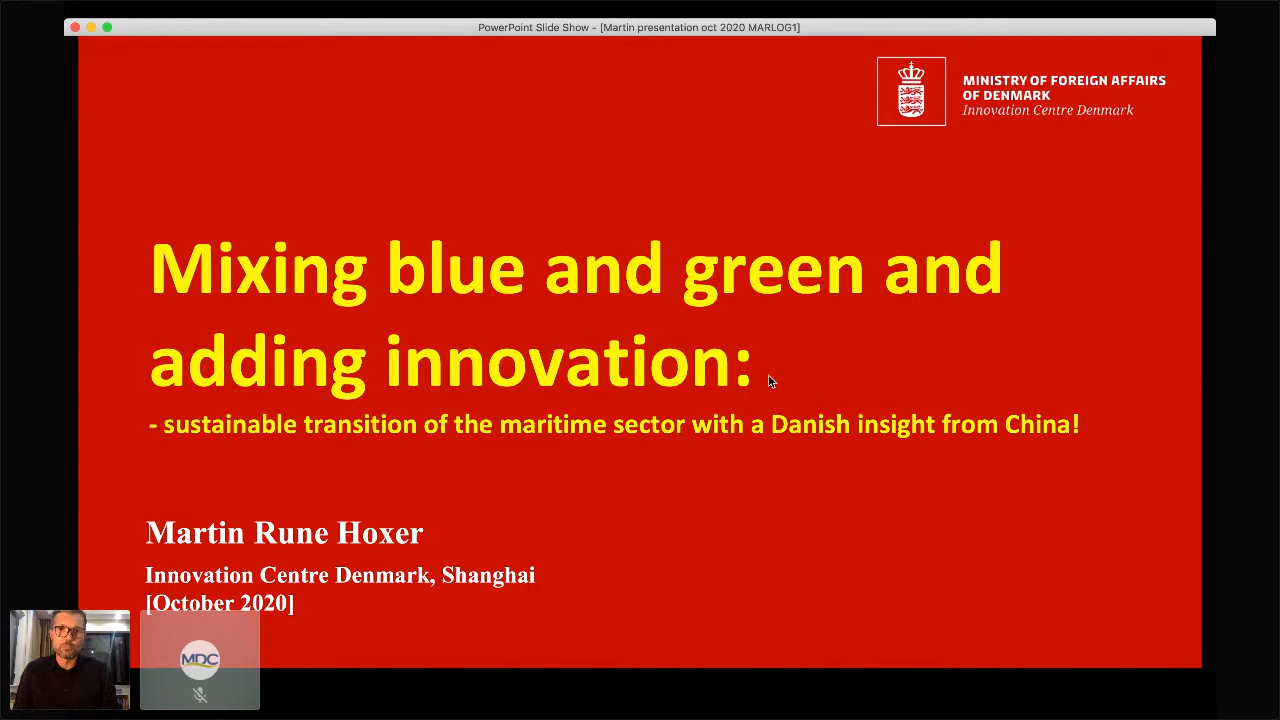 PowerPoint Slide Show - [Martin presentation oct 2020 MARLOG1]
MINISTRY OF FOREIGN AFFAIRS
OF DENMARK
Innovation Centre Denmark
Mixing blue and green and
adding innovation:
- sustainable transition of the maritime sector with a Danish insight from China!
Martin Rune Hoxer
Innovation Centre Denmark, Shanghai
[October 2020]
MDC